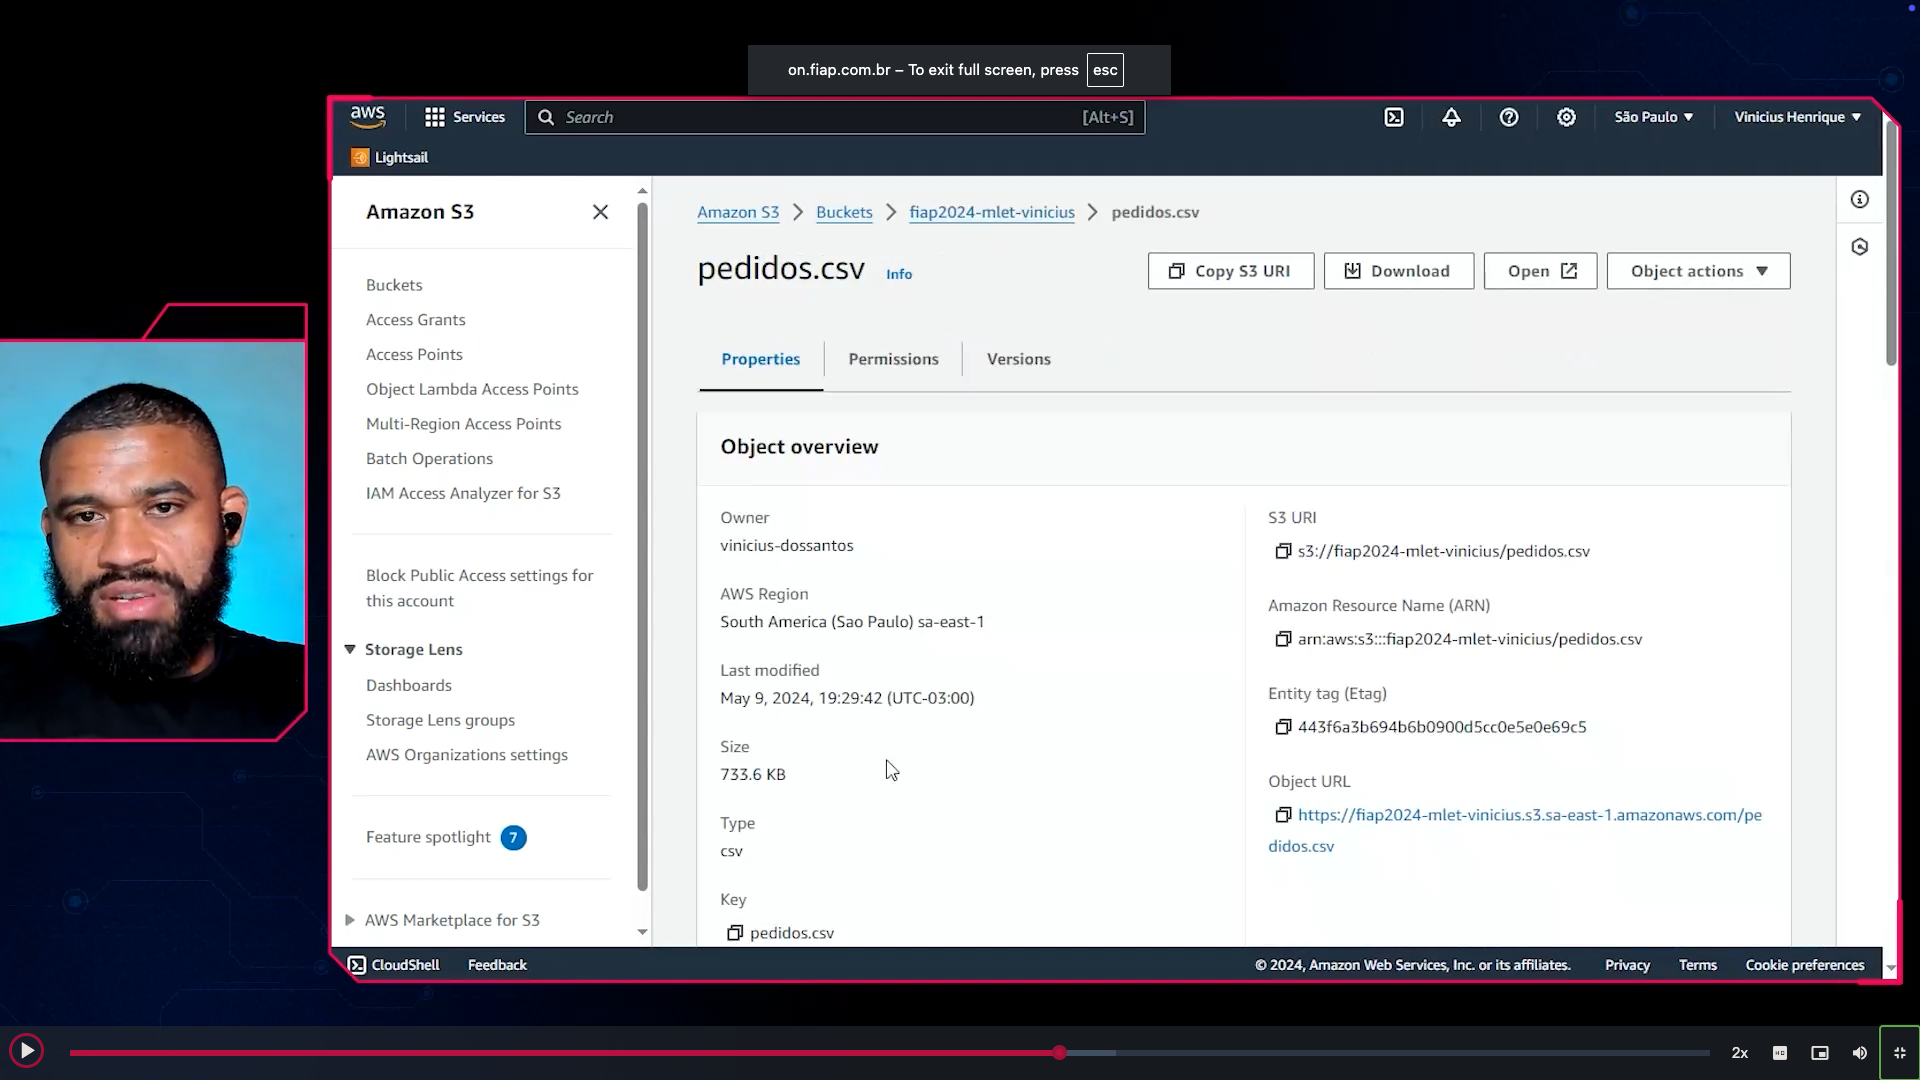 on.fiap.com.br – To exit full screen, press esc
aws Services Search [Alt+S] São Paulo Vinicius Henrique
Lightsail
Amazon S3
Buckets
Access Grants
Access Points
Object Lambda Access Points
Multi-Region Access Points
Batch Operations
IAM Access Analyzer for S3
Block Public Access settings for
this account
Storage Lens
Dashboards
Storage Lens groups
AWS Organizations settings
Feature spotlight 7
AWS Marketplace for S3
Amazon S3 Buckets fiap2024-mlet-vinicius pedidos.csv
pedidos.csv Info
Copy S3 URI Download Open Object actions
Properties Permissions Versions
Object overview
Owner
vinicius-dossantos
AWS Region
South America (Sao Paulo) sa-east-1
Last modified
May 9, 2024, 19:29:42 (UTC-03:00)
Size
733.6 KB
Type
csv
Key
pedidos.csv
S3 URI
s3://fiap2024-mlet-vinicius/pedidos.csv
Amazon Resource Name (ARN)
arn:aws:s3:::fiap2024-mlet-vinicius/pedidos.csv
Entity tag (Etag)
443f6a3b694b6b0900d5cc0e5e0e69c5
Object URL
https://fiap2024-mlet-vinicius.s3.sa-east-1.amazonaws.com/pe
didos.csv
CloudShell Feedback © 2024, Amazon Web Services, Inc. or its affiliates. Privacy Terms Cookie preferences
2x HD